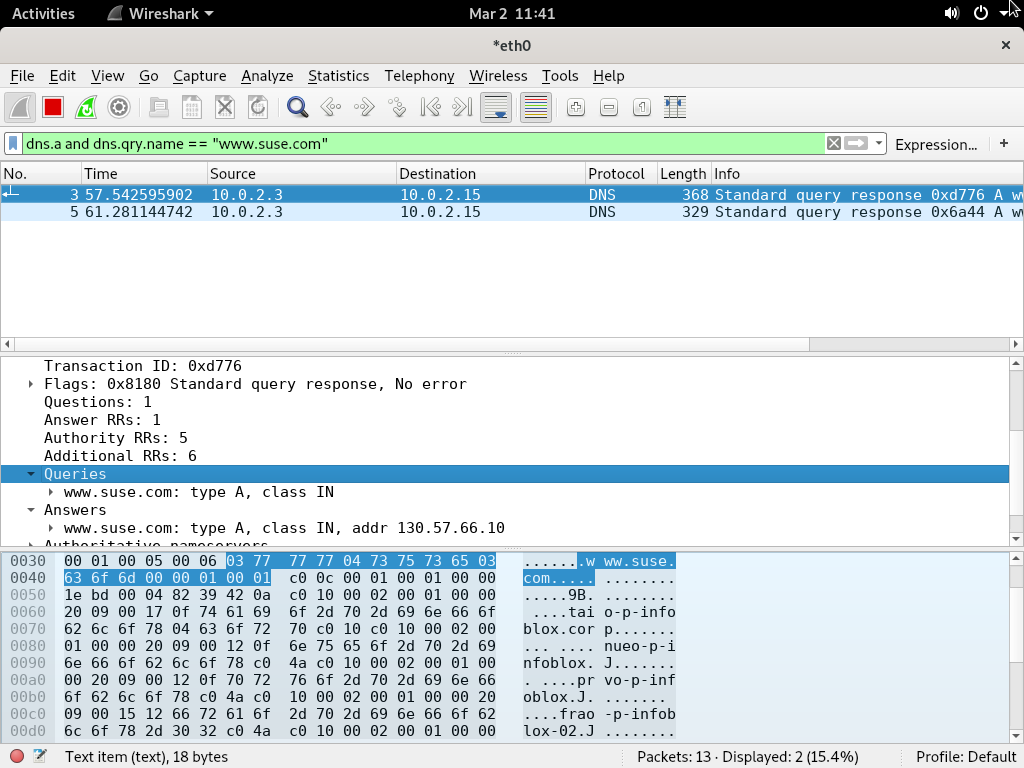 Activities Wireshark Mar 2 11:41
*eth0
File Edit View Go Capture Analyze Statistics Telephony Wireless Tools Help
dns.a and dns.qry.name == "www.suse.com" Expression... +
No. Time Source Destination Protocol Length Info
3 57.542595902 10.0.2.3 10.0.2.15 DNS 368 Standard query response 0xd776 A w
5 61.281144742 10.0.2.3 10.0.2.15 DNS 329 Standard query response 0x6a44 A w
Transaction ID: 0xd776
Flags: 0x8180 Standard query response, No error
Questions: 1
Answer RRs: 1
Authority RRs: 5
Additional RRs: 6
Queries
www.suse.com: type A, class IN
Answers
www.suse.com: type A, class IN, addr 130.57.66.10
Authoritative nameservers
0030 00 01 00 05 00 06 03 77 77 77 04 73 75 73 65 03 .......w ww.suse.
0040 63 6f 6d 00 00 01 00 01 c0 0c 00 01 00 01 00 00 com..... ........
0050 1e bd 00 04 82 39 42 0a c0 10 00 02 00 01 00 00 .....9B. ........
0060 20 09 00 17 0f 74 61 69 6f 2d 70 2d 69 6e 66 6f ....tai o-p-info
0070 62 6c 6f 78 04 63 6f 72 70 c0 10 c0 10 00 02 00 blox.cor p.......
0080 01 00 00 20 09 00 12 0f 6e 75 65 6f 2d 70 2d 69 ... .... nueo-p-i
0090 6e 66 6f 62 6c 6f 78 c0 4a c0 10 00 02 00 01 00 nfoblox. J.......
00a0 00 20 09 00 12 0f 70 72 76 6f 2d 70 2d 69 6e 66 . ....pr vo-p-inf
00b0 6f 62 6c 6f 78 c0 4a c0 10 00 02 00 01 00 00 20 oblox.J. .......
00c0 09 00 15 12 66 72 61 6f 2d 70 2d 69 6e 66 6f 62 ....frao -p-infob
00d0 6c 6f 78 2d 30 32 c0 4a c0 10 00 02 00 01 00 00 lox-02.J ........
Text item (text), 18 bytes Packets: 13 · Displayed: 2 (15.4%) Profile: Default